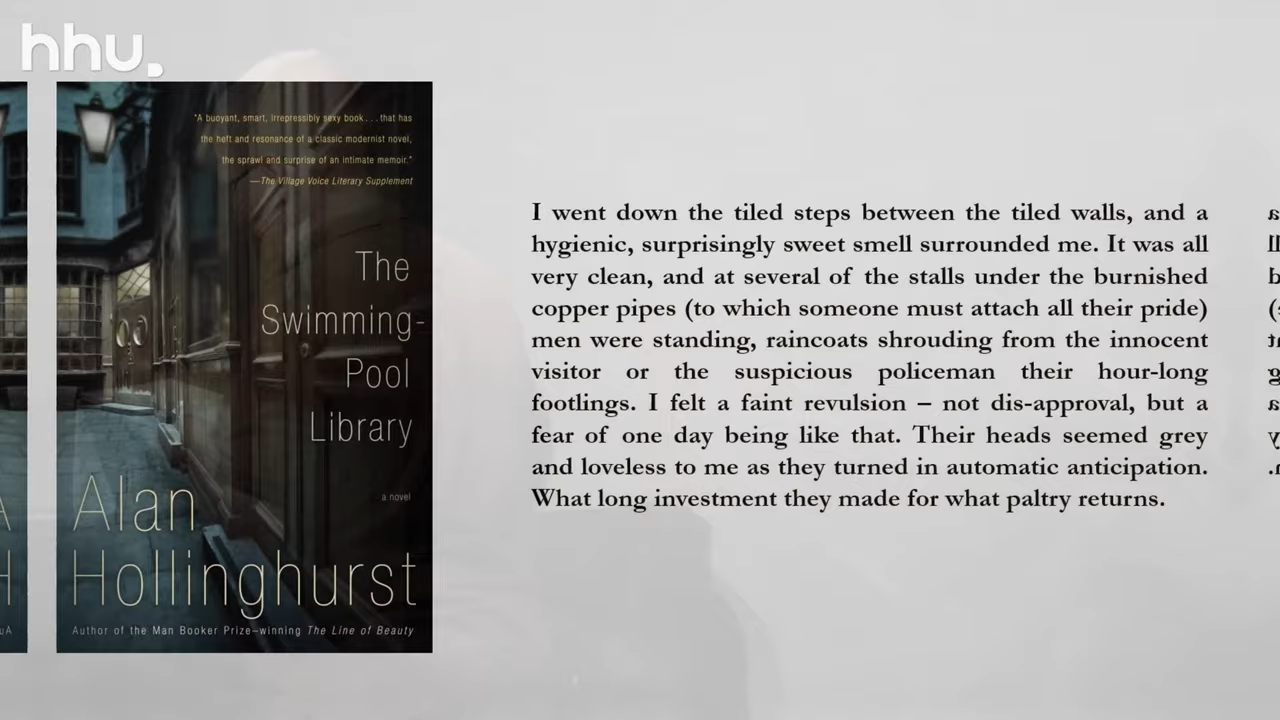 hhu.
"A buoyant, smart, irrepressibly sexy book . . . that has
the heft and resonance of a classic modernist novel,
the sprawl and surprise of an intimate memoir."
—The Village Voice Literary Supplement
The
Swimming-
Pool
Library
a novel
Alan
Hollinghurst
Author of the Man Booker Prize–winning The Line of Beauty
I went down the tiled steps between the tiled walls, and a
hygienic, surprisingly sweet smell surrounded me. It was all
very clean, and at several of the stalls under the burnished
copper pipes (to which someone must attach all their pride)
men were standing, raincoats shrouding from the innocent
visitor or the suspicious policeman their hour-long
footlings. I felt a faint revulsion – not dis-approval, but a
fear of one day being like that. Their heads seemed grey
and loveless to me as they turned in automatic anticipation.
What long investment they made for what paltry returns.